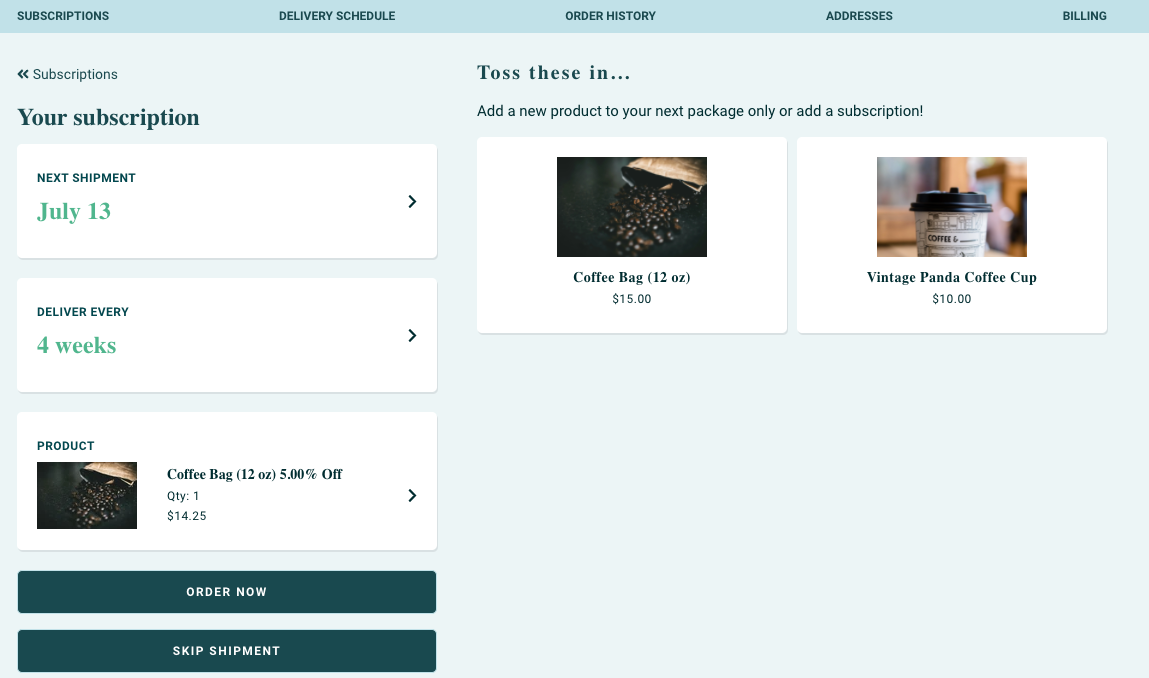 SUBSCRIPTIONS DELIVERY SCHEDULE ORDER HISTORY ADDRESSES BILLING
Subscriptions
Your subscription
NEXT SHIPMENT
July 13
DELIVER EVERY
4 weeks
PRODUCT
Coffee Bag (12 oz) 5.00% Off
Qty: 1
$14.25
ORDER NOW
SKIP SHIPMENT
Toss these in...
Add a new product to your next package only or add a subscription!
Coffee Bag (12 oz)
$15.00
COFFEE &
Vintage Panda Coffee Cup
$10.00